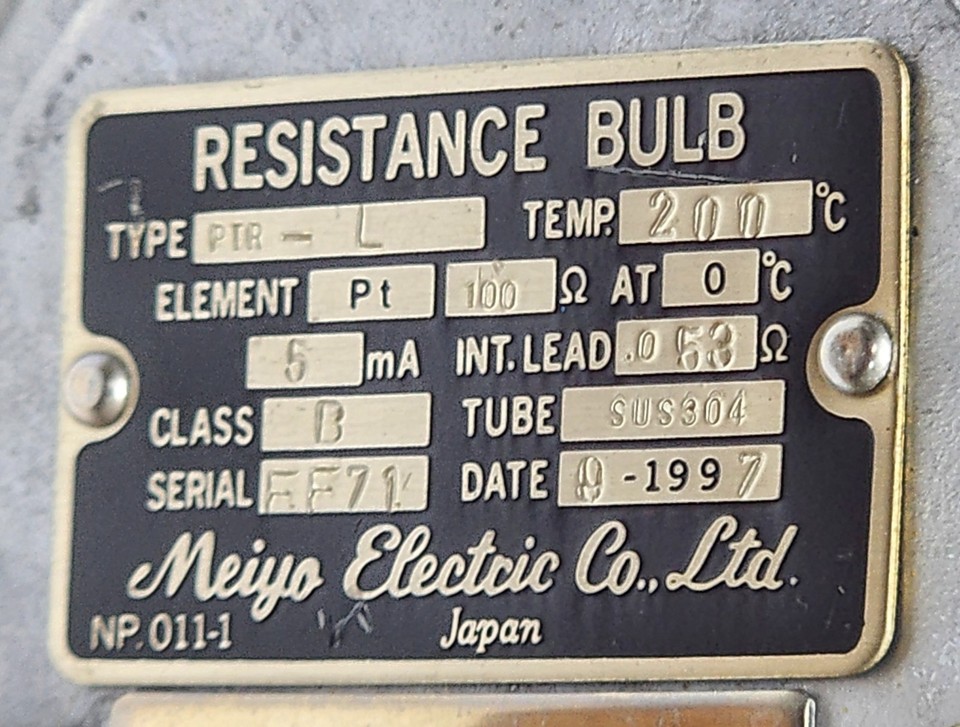 RESISTANCE BULB
TYPE PTR - L TEMP. 200 °C
ELEMENT Pt 100 Ω AT 0 °C
5 mA INT. LEAD .053 Ω
CLASS B TUBE SUS304
SERIAL DATE 9 -1997
Meiyo Electric Co., Ltd.
NP. 011-1 Japan